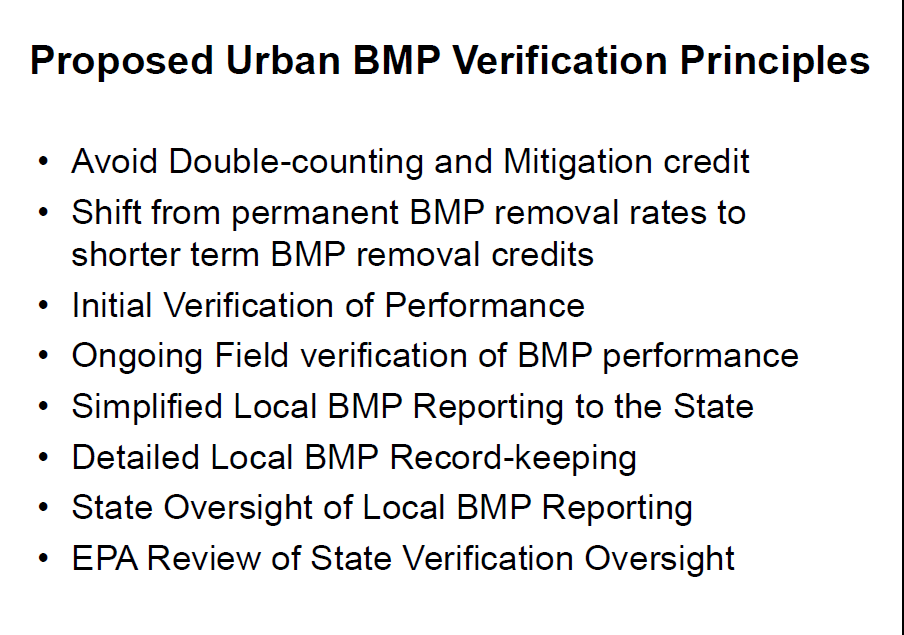 Proposed Urban BMP Verification Principles
• Avoid Double-counting and Mitigation credit
• Shift from permanent BMP removal rates to
shorter term BMP removal credits
• Initial Verification of Performance
• Ongoing Field verification of BMP performance
• Simplified Local BMP Reporting to the State
• Detailed Local BMP Record-keeping
• State Oversight of Local BMP Reporting
• EPA Review of State Verification Oversight